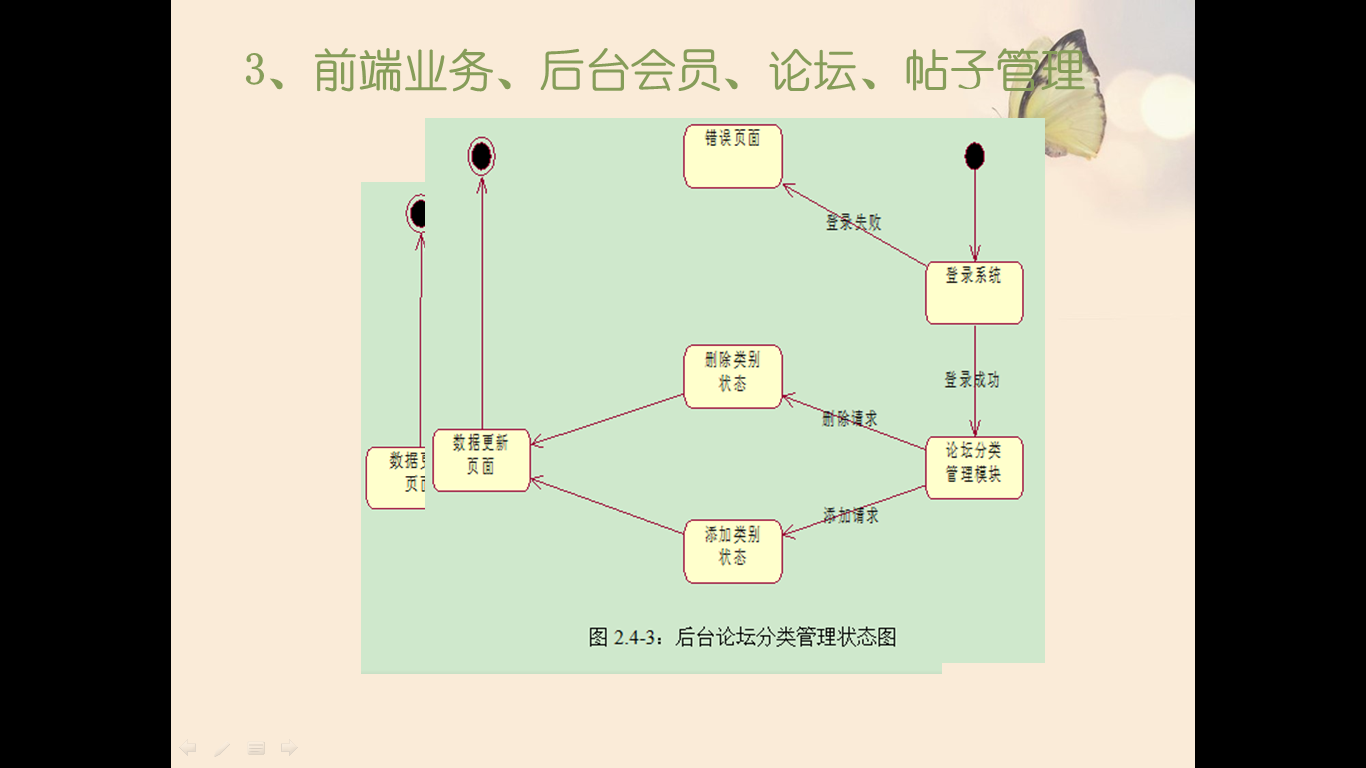 3、前端业务、后台会员、论坛、帖子管理
错误页面
登录失败
登录系统
登录成功
删除类别
状态
删除请求
数据更新
页面
论坛分类
管理模块
数据
页
添加请求
添加类别
状态
图 2.4-3：后台论坛分类管理状态图